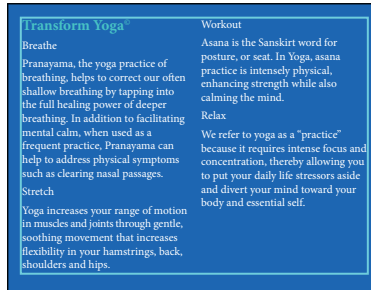 Transform Yoga®
Breathe
Pranayama, the yoga practice of
breathing, helps to correct our often
shallow breathing by tapping into
the full healing power of deeper
breathing. In addition to facilitating
mental calm, when used as a
frequent practice, Pranayama can
help to address physical symptoms
such as clearing nasal passages.
Stretch
Yoga increases your range of motion
in muscles and joints through gentle,
soothing movement that increases
flexibility in your hamstrings, back,
shoulders and hips.
Workout
Asana is the Sanskirt word for
posture, or seat. In Yoga, asana
practice is intensely physical,
enhancing strength while also
calming the mind.
Relax
We refer to yoga as a “practice”
because it requires intense focus and
concentration, thereby allowing you
to put your daily life stressors aside
and divert your mind toward your
body and essential self.